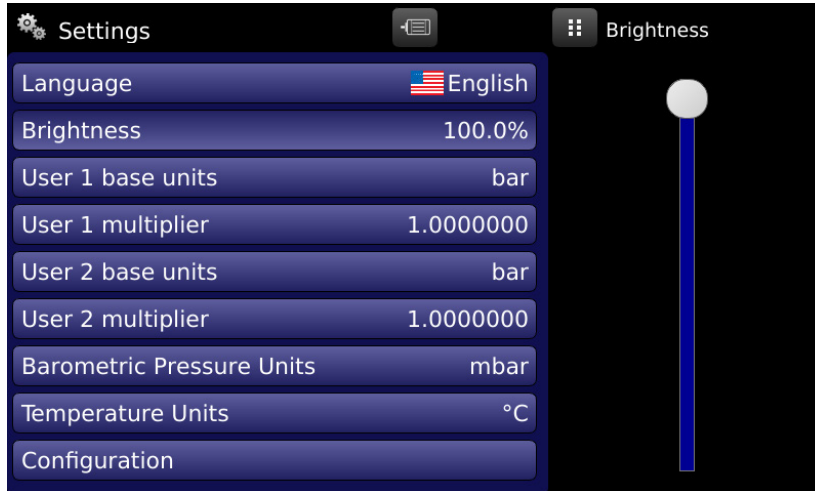 Settings
Brightness
Language English
Brightness 100.0%
User 1 base units bar
User 1 multiplier 1.0000000
User 2 base units bar
User 2 multiplier 1.0000000
Barometric Pressure Units mbar
Temperature Units °C
Configuration